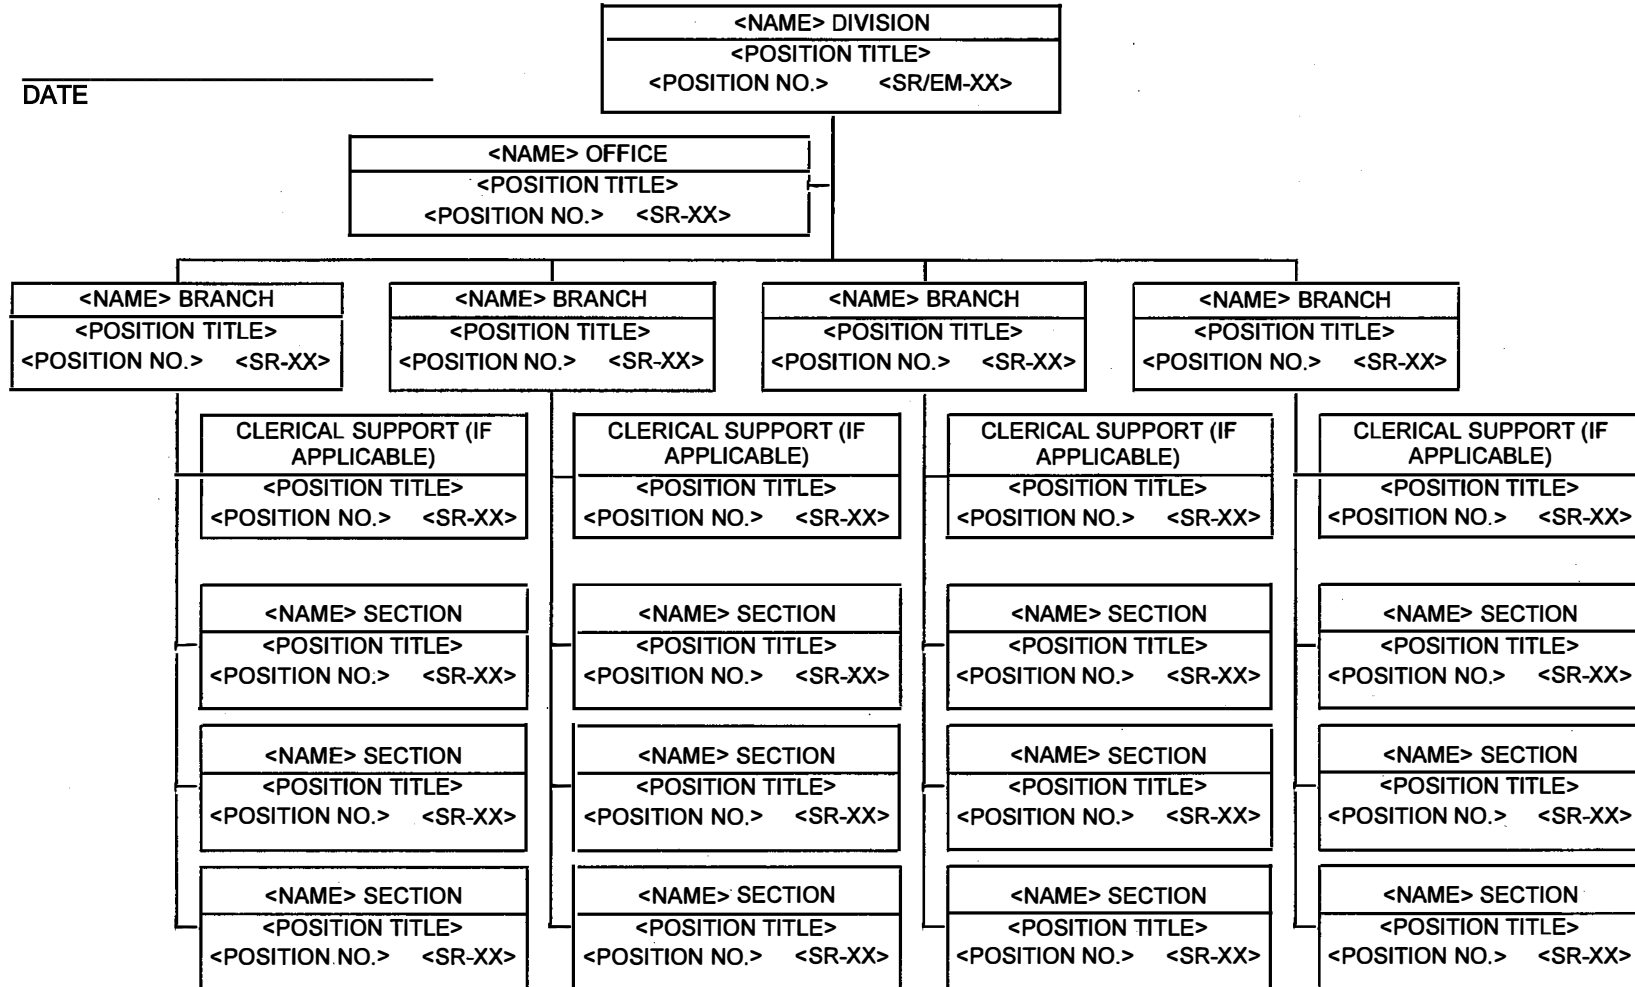 <NAME> DIVISION
<POSITION TITLE>
<POSITION NO.> <SR/EM-XX>
DATE
<NAME> OFFICE
<POSITION TITLE>
<POSITION NO.> <SR-XX>
<NAME> BRANCH
<POSITION TITLE>
<POSITION NO.> <SR-XX>
<NAME> BRANCH
<POSITION TITLE>
<POSITION NO.> <SR-XX>
<NAME> BRANCH
<POSITION TITLE>
<POSITION NO.> <SR-XX>
<NAME> BRANCH
<POSITION TITLE>
<POSITION NO.> <SR-XX>
CLERICAL SUPPORT (IF
APPLICABLE)
<POSITION TITLE>
<POSITION NO.> <SR-XX>
CLERICAL SUPPORT (IF
APPLICABLE)
<POSITION TITLE>
<POSITION NO.> <SR-XX>
CLERICAL SUPPORT (IF
APPLICABLE)
<POSITION TITLE>
<POSITION NO.> <SR-XX>
CLERICAL SUPPORT (IF
APPLICABLE)
<POSITION TITLE>
<POSITION NO.> <SR-XX>
<NAME> SECTION
<POSITION TITLE>
<POSITION NO.> <SR-XX>
<NAME> SECTION
<POSITION TITLE>
<POSITION NO.> <SR-XX>
<NAME> SECTION
<POSITION TITLE>
<POSITION NO.> <SR-XX>
<NAME> SECTION
<POSITION TITLE>
<POSITION NO.> <SR-XX>
<NAME> SECTION
<POSITION TITLE>
<POSITION NO.> <SR-XX>
<NAME> SECTION
<POSITION TITLE>
<POSITION NO.> <SR-XX>
<NAME> SECTION
<POSITION TITLE>
<POSITION NO.> <SR-XX>
<NAME> SECTION
<POSITION TITLE>
<POSITION NO.> <SR-XX>
<NAME> SECTION
<POSITION TITLE>
<POSITION NO.> <SR-XX>
<NAME> SECTION
<POSITION TITLE>
<POSITION NO.> <SR-XX>
<NAME> SECTION
<POSITION TITLE>
<POSITION NO.> <SR-XX>
<NAME> SECTION
<POSITION TITLE>
<POSITION NO.> <SR-XX>